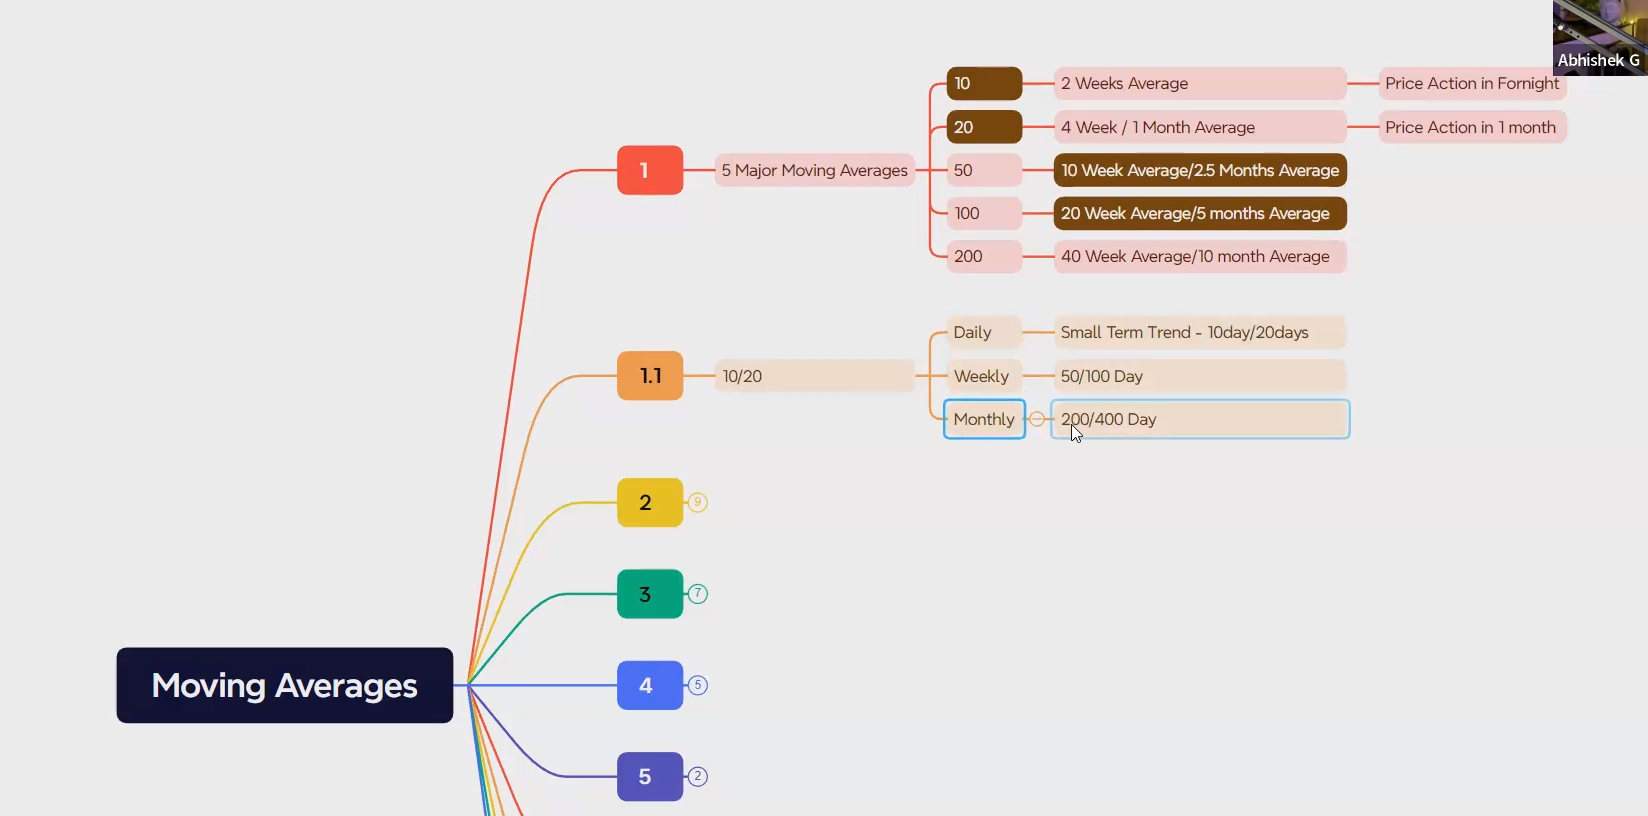 Abhishek G
10
2 Weeks Average
Price Action in Fornight
20
4 Week / 1 Month Average
Price Action in 1 month
1
5 Major Moving Averages
50
10 Week Average/2.5 Months Average
100
20 Week Average/5 months Average
200
40 Week Average/10 month Average
Daily
Small Term Trend - 10day/20days
1.1
10/20
Weekly
50/100 Day
Monthly
200/400 Day
2
9
3
7
Moving Averages
4
5
5
2